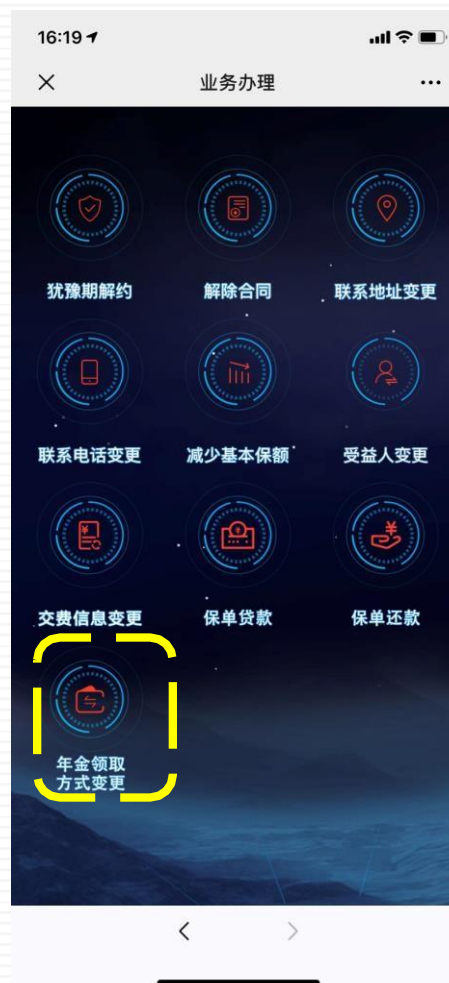 16:19
业务办理
犹豫期解约
解除合同
联系地址变更
联系电话变更
减少基本保额
受益人变更
交费信息变更
保单贷款
保单还款
年金领取
方式变更